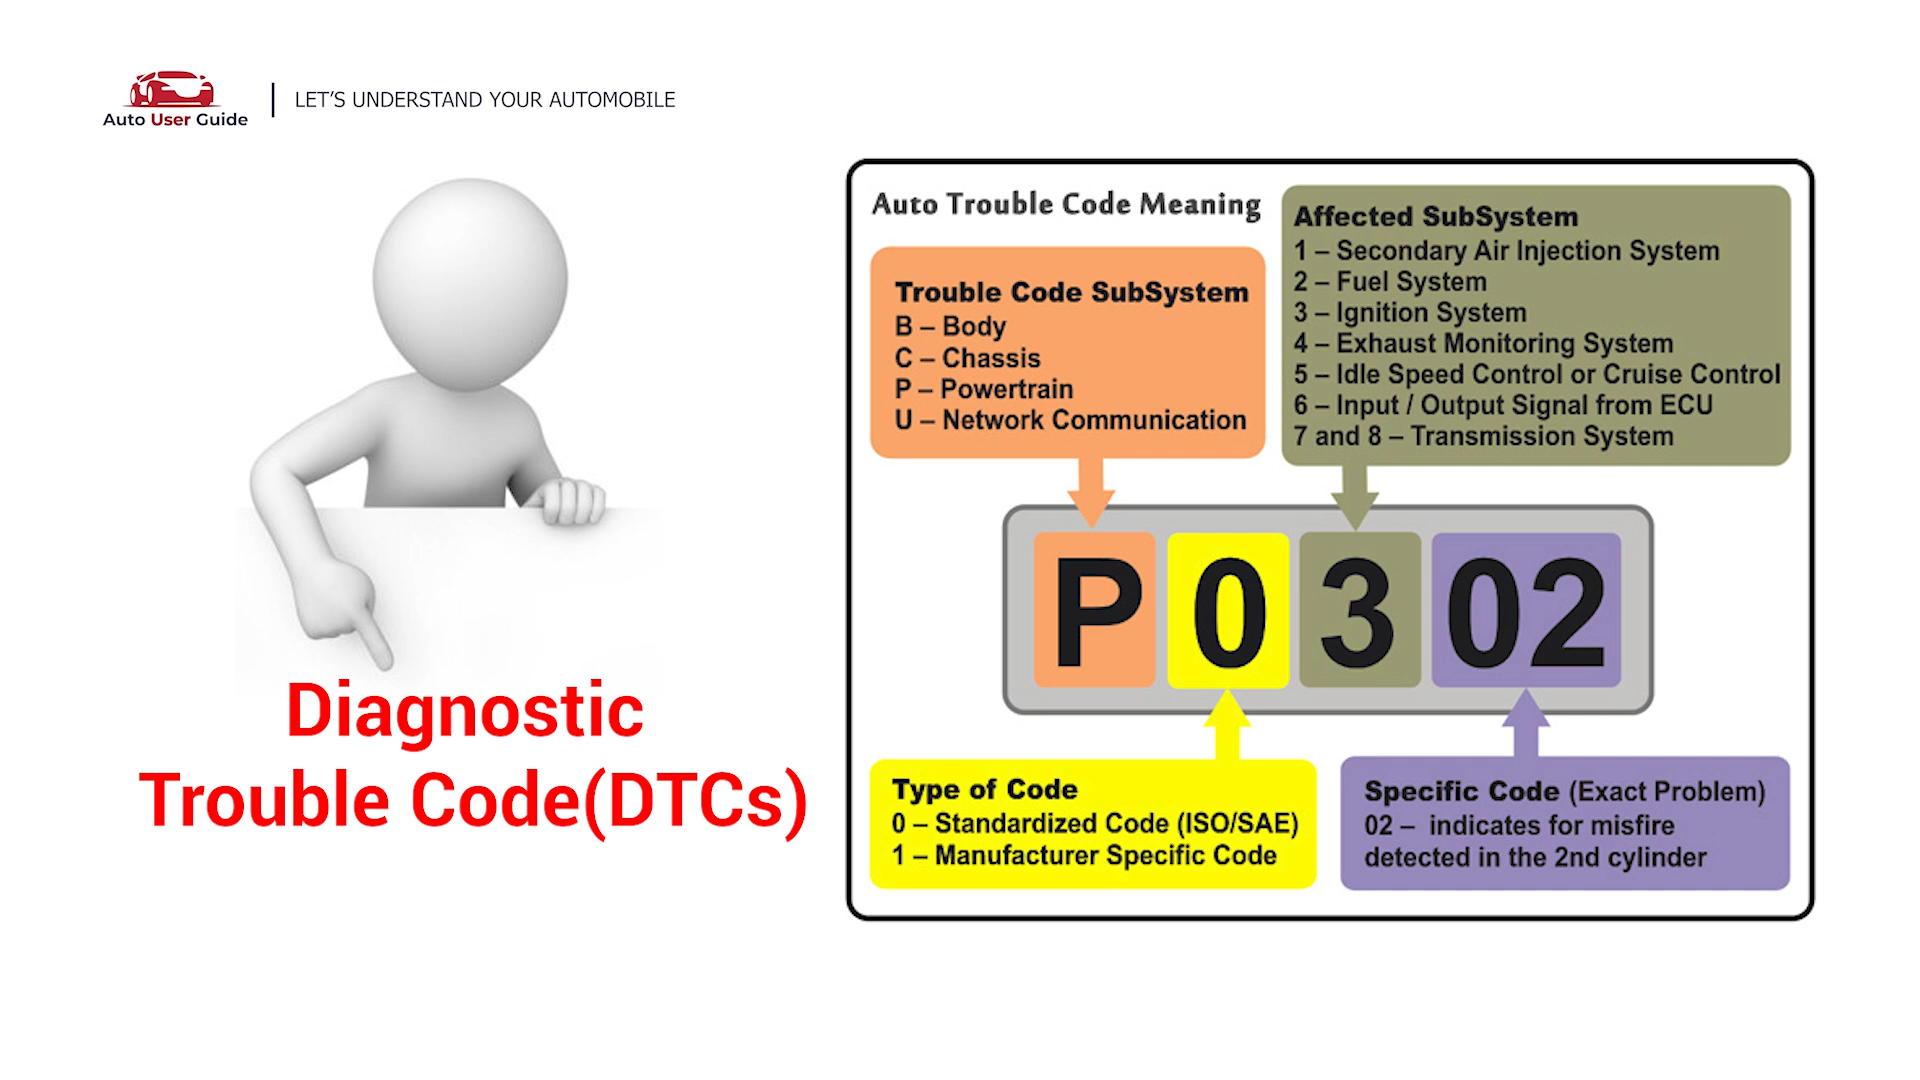 Auto User Guide
LET'S UNDERSTAND YOUR AUTOMOBILE
Diagnostic
Trouble Code(DTCs)
Auto Trouble Code Meaning
Trouble Code SubSystem
B – Body
C – Chassis
P – Powertrain
U – Network Communication
Affected SubSystem
1 – Secondary Air Injection System
2 – Fuel System
3 – Ignition System
4 – Exhaust Monitoring System
5 – Idle Speed Control or Cruise Control
6 – Input / Output Signal from ECU
7 and 8 – Transmission System
P 0 3 02
Type of Code
0 – Standardized Code (ISO/SAE)
1 – Manufacturer Specific Code
Specific Code (Exact Problem)
02 – indicates for misfire
detected in the 2nd cylinder